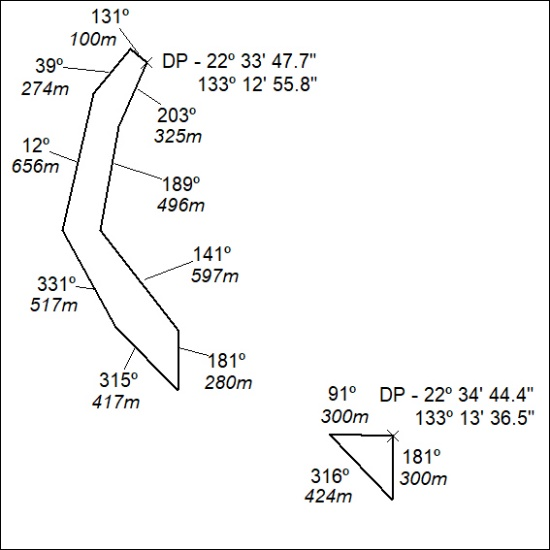 131º
100m
DP - 22º 33' 47.7"
133º 12' 55.8"
39º
274m
203º
325m
12º
656m
189º
496m
141º
597m
331º
517m
181º
280m
315º
417m
91º
300m
DP - 22º 34' 44.4"
133º 13' 36.5"
181º
300m
316º
424m